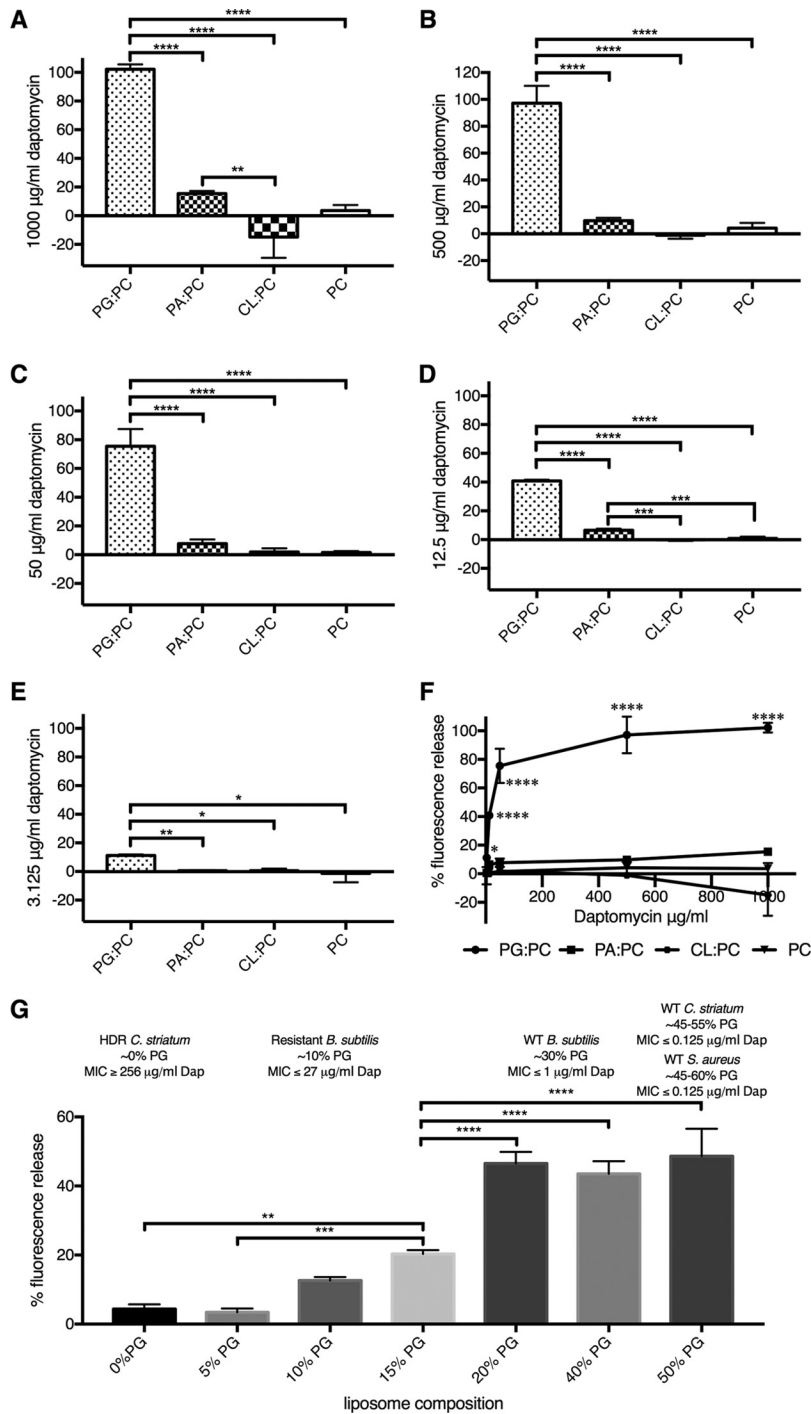 A
****
****
****
**
1000 µg/ml daptomycin
100
80
60
40
20
0
-20
PG:PC
PA:PC
CL:PC
PC
B
****
****
****
500 µg/ml daptomycin
120
100
80
60
40
20
0
-20
PG:PC
PA:PC
CL:PC
PC
C
****
****
****
50 µg/ml daptomycin
100
80
60
40
20
0
-20
PG:PC
PA:PC
CL:PC
PC
D
****
****
****
***
***
12.5 µg/ml daptomycin
100
80
60
40
20
0
-20
PG:PC
PA:PC
CL:PC
PC
E
*
*
**
3.125 µg/ml daptomycin
100
80
60
40
20
0
-20
PG:PC
PA:PC
CL:PC
PC
F
****
****
****
****
*
% fluorescence release
100
80
60
40
20
0
-20
200
400
600
800
1000
Daptomycin µg/ml
PG:PC
PA:PC
CL:PC
PC
G
HDR C. striatum
~0% PG
MIC ≥ 256 µg/ml Dap
Resistant B. subtilis
~10% PG
MIC ≤ 27 µg/ml Dap
WT B. subtilis
~30% PG
MIC ≤ 1 µg/ml Dap
WT C. striatum
~45-55% PG
MIC ≤ 0.125 µg/ml Dap
WT S. aureus
~45-60% PG
MIC ≤ 0.125 µg/ml Dap
****
****
****
**
***
% fluorescence release
60
40
20
0
0%PG
5% PG
10% PG
15% PG
20% PG
40% PG
50% PG
liposome composition